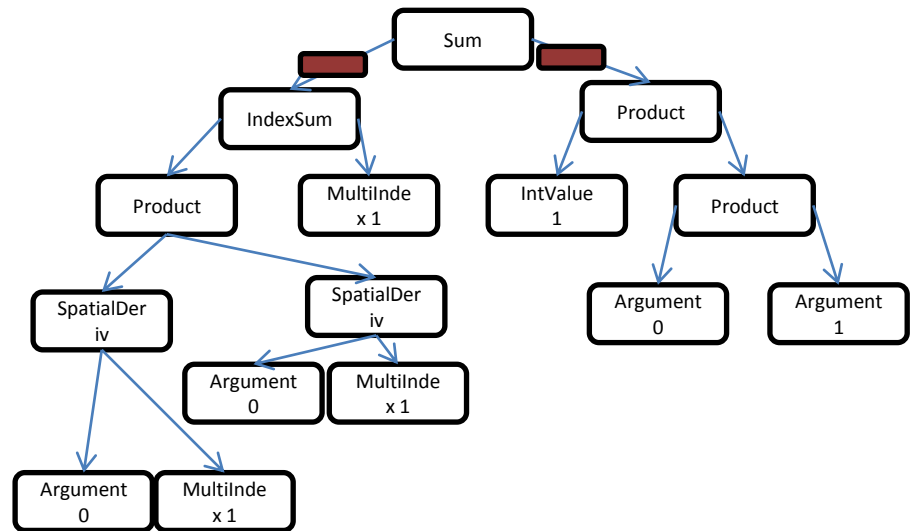 Sum
IndexSum
Product
Product
MultiInde
x 1
IntValue
1
Product
SpatialDer
iv
SpatialDer
iv
Argument
0
Argument
1
Argument
0
MultiInde
x 1
Argument
0
MultiInde
x 1